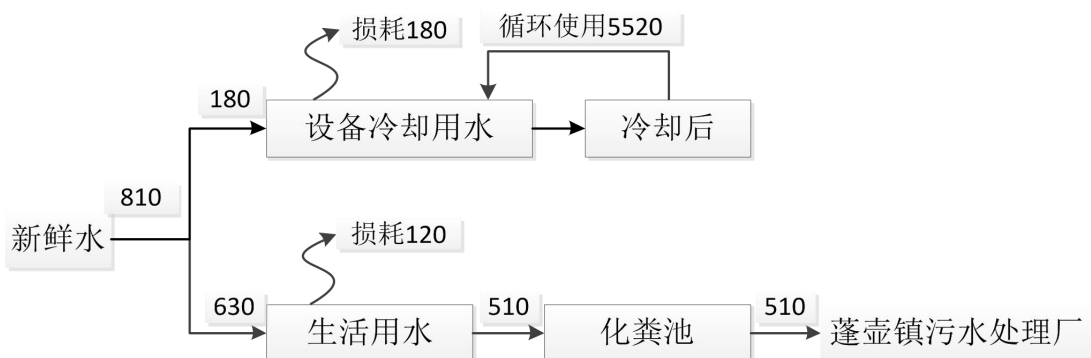 损耗180
循环使用5520
180
设备冷却用水
冷却后
810
新鲜水
损耗120
630
生活用水
510
化粪池
510
蓬壶镇污水处理厂